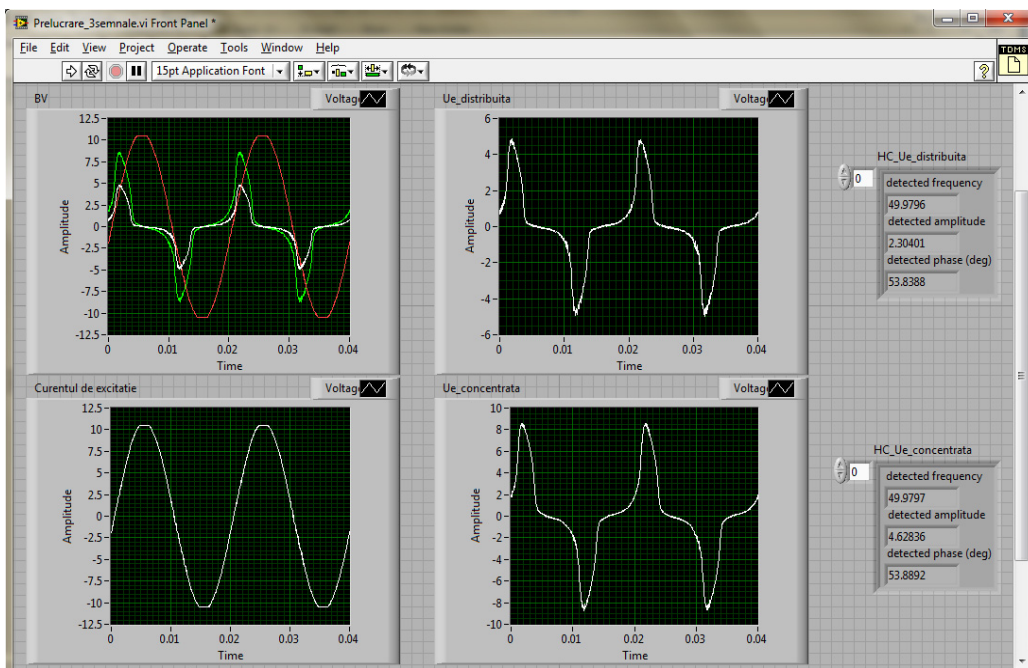 Prelucrare_3semnale.vi Front Panel *
File Edit View Project Operate Tools Window Help
15pt Application Font
?
TDMS
BV
Voltage
Amplitude
12.5
10
7.5
5
2.5
0
-2.5
-5
-7.5
-10
-12.5
0 0.01 0.02 0.03 0.04
Time
Ue_distribuita
Voltage
Amplitude
6
4
2
0
-2
-4
-6
0 0.01 0.02 0.03 0.04
Time
HC_Ue_distribuita
0
detected frequency
49.9796
detected amplitude
2.30401
detected phase (deg)
53.8388
Curentul de excitatie
Voltage
Amplitude
12.5
10
7.5
5
2.5
0
-2.5
-5
-7.5
-10
-12.5
0 0.01 0.02 0.03 0.04
Time
Ue_concentrata
Voltage
Amplitude
10
8
6
4
2
0
-2
-4
-6
-8
-10
0 0.01 0.02 0.03 0.04
Time
HC_Ue_concentrata
0
detected frequency
49.9797
detected amplitude
4.62836
detected phase (deg)
53.8892